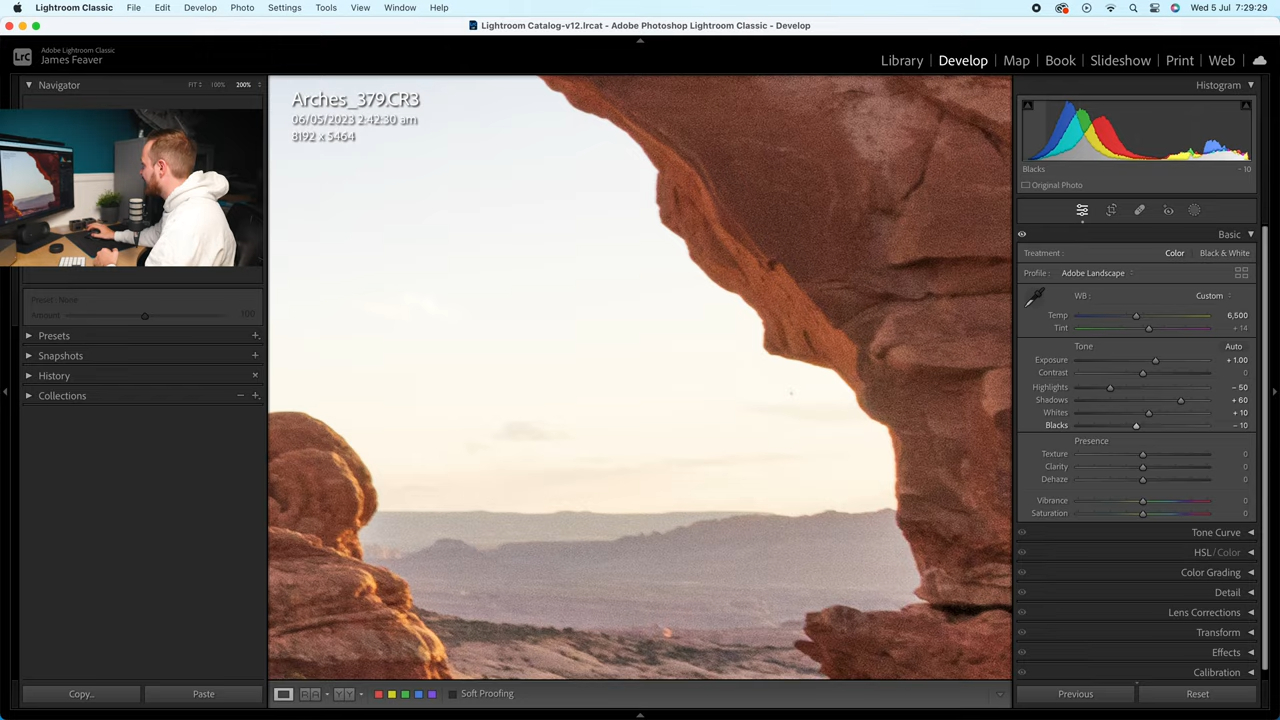 Lightroom Classic File Edit Develop Photo Settings Tools View Window Help Wed 5 Jul 7:29:29
Lightroom Catalog-v12.lrcat - Adobe Photoshop Lightroom Classic - Develop
LrC Adobe Lightroom Classic
James Feaver
Library | Develop | Map | Book | Slideshow | Print | Web
Navigator FIT 100% 200%
Histogram
Arches_379.CR3
06/05/2023 2:42:30 am
8192 x 5464
Blacks - 10
Original Photo
Basic
Treatment : Color Black & White
Profile : Adobe Landscape
WB : Custom
Temp 6,500
Tint + 14
Tone Auto
Exposure + 1.00
Contrast 0
Highlights - 50
Shadows + 60
Whites + 10
Blacks - 10
Presence
Texture 0
Clarity 0
Dehaze 0
Vibrance 0
Saturation 0
Tone Curve
HSL / Color
Color Grading
Detail
Lens Corrections
Transform
Effects
Calibration
Preset : None
Amount 100
Presets
Snapshots
History
Collections
Copy... Paste
R A Y Y Soft Proofing
Previous Reset